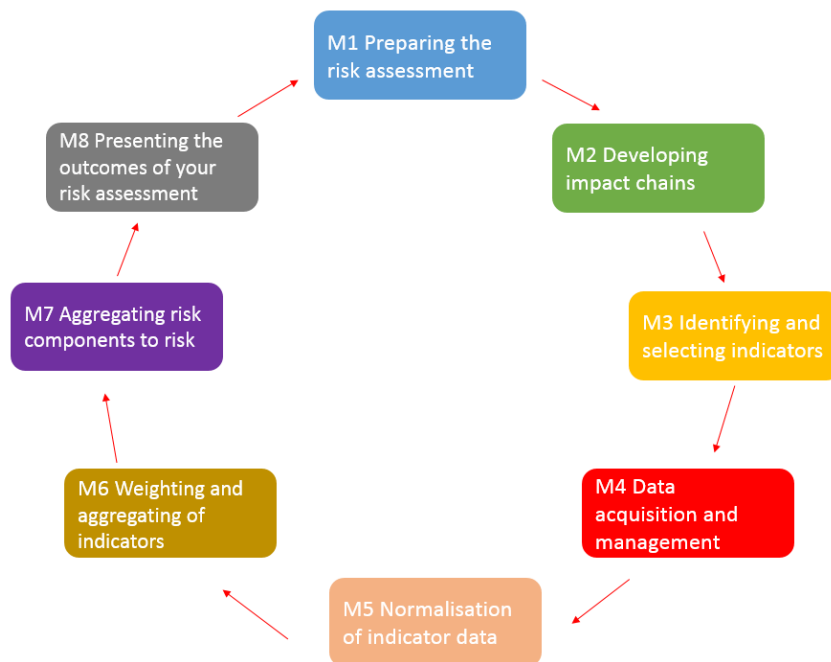 M1 Preparing the
risk assessment
M2 Developing
impact chains
M3 Identifying and
selecting indicators
M4 Data
acquisition and
management
M5 Normalisation
of indicator data
M6 Weighting and
aggregating of
indicators
M7 Aggregating risk
components to risk
M8 Presenting the
outcomes of your
risk assessment